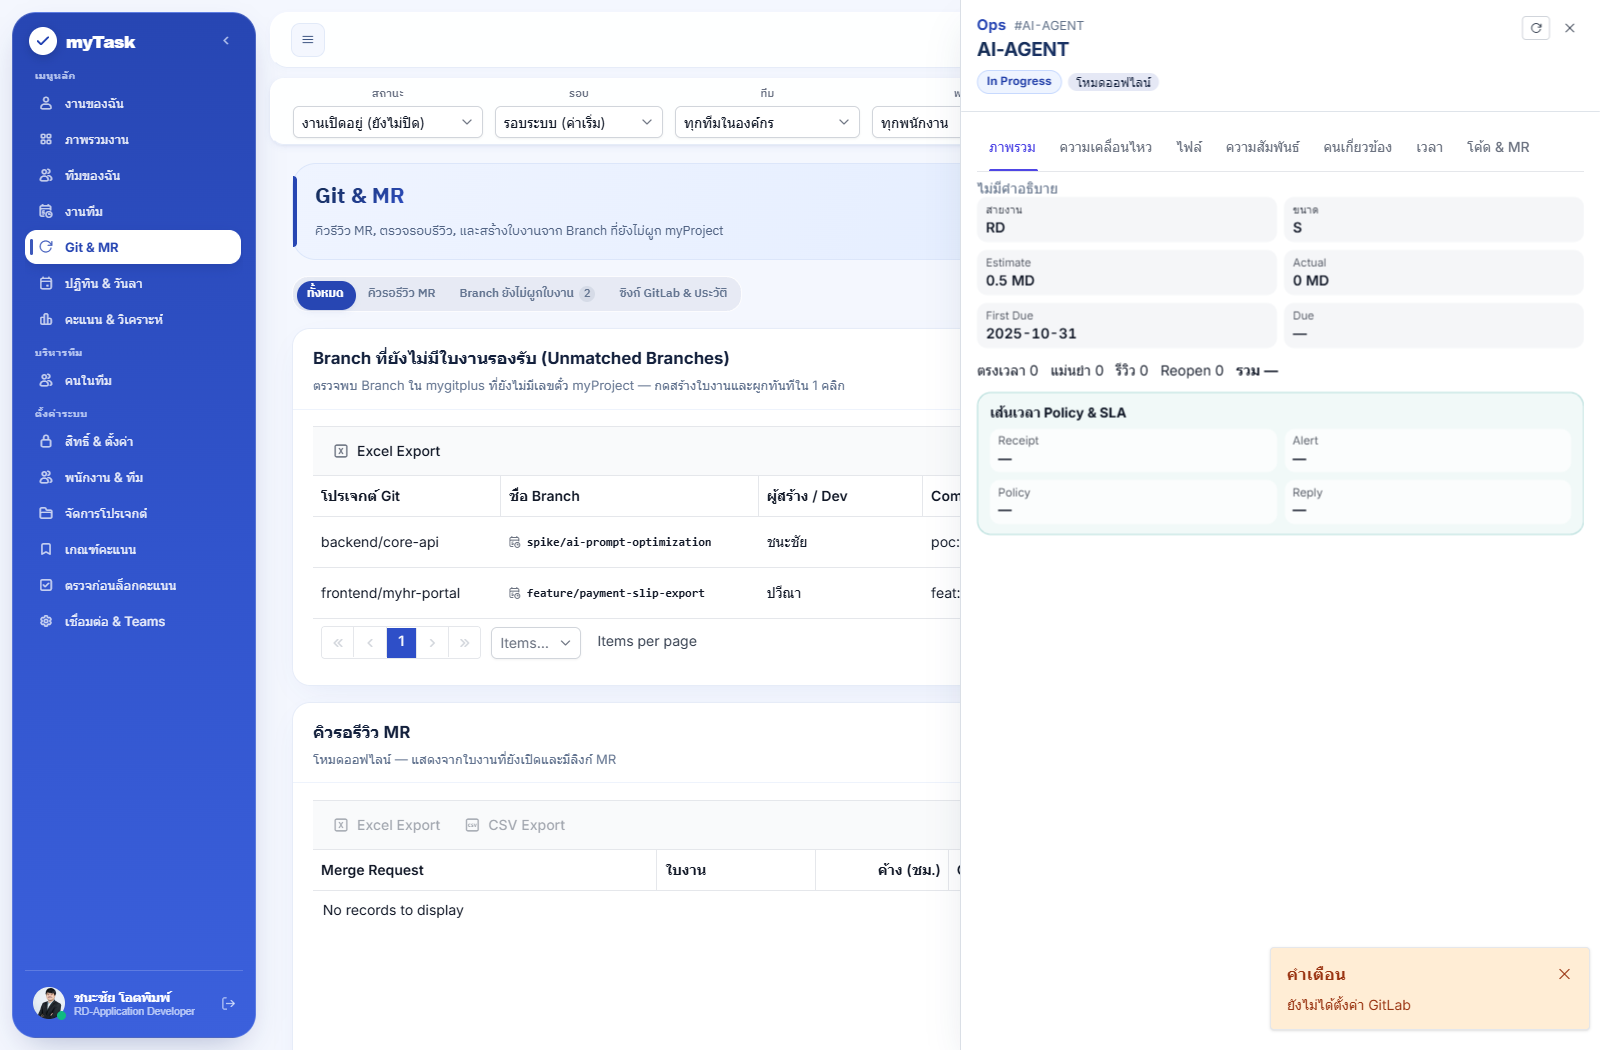 myTask
เมนูหลัก
งานของฉัน
ภาพรวมงาน
ทีมของฉัน
งานทีม
Git & MR
ปฏิทิน & วันลา
คะแนน & วิเคราะห์
บริหารทีม
คนในทีม
ตั้งค่าระบบ
สิทธิ์ & ตั้งค่า
พนักงาน & ทีม
จัดการโปรเจกต์
เกณฑ์คะแนน
ตรวจก่อนล็อกคะแนน
เชื่อมต่อ & Teams
ชนะชัย โอตพิมพ์
RD-Application Developer
สถานะ
รอบ
ทีม
งานเปิดอยู่ (ยังไม่ปิด)
รอบระบบ (ค่าเริ่ม)
ทุกทีมในองค์กร
ทุกพนักงาน
Git & MR
คิวรีวิว MR, ตรวจรอบรีวิว, และสร้างใบงานจาก Branch ที่ยังไม่ผูก myProject
ทั้งหมด
คิวรอรีวิว MR
Branch ยังไม่ผูกใบงาน 2
ซิงก์ GitLab & ประวัติ
Branch ที่ยังไม่มีใบงานรองรับ (Unmatched Branches)
ตรวจพบ Branch ใน mygitplus ที่ยังไม่มีเลขตั๋ว myProject — กดสร้างใบงานและผูกทันทีใน 1 คลิก
Excel Export
โปรเจกต์ Git
ชื่อ Branch
ผู้สร้าง / Dev
Com
backend/core-api
spike/ai-prompt-optimization
ชนะชัย
poc:
frontend/myhr-portal
feature/payment-slip-export
ปวีณา
feat:
1
Items...
Items per page
คิวรอรีวิว MR
โหมดออฟไลน์ — แสดงจากใบงานที่ยังเปิดและมีลิงก์ MR
Excel Export
CSV Export
Merge Request
ใบงาน
ค้าง (ชม.)
No records to display
Ops #AI-AGENT
AI-AGENT
In Progress
โหมดออฟไลน์
ภาพรวม
ความเคลื่อนไหว
ไฟล์
ความสัมพันธ์
คนเกี่ยวข้อง
เวลา
โค้ด & MR
ไม่มีคำอธิบาย
สายงาน
RD
ขนาด
S
Estimate
0.5 MD
Actual
0 MD
First Due
2025-10-31
Due
—
ตรงเวลา 0 แม่นยำ 0 รีวิว 0 Reopen 0 รวม —
เส้นเวลา Policy & SLA
Receipt
—
Alert
—
Policy
—
Reply
—
คำเตือน
ยังไม่ได้ตั้งค่า GitLab